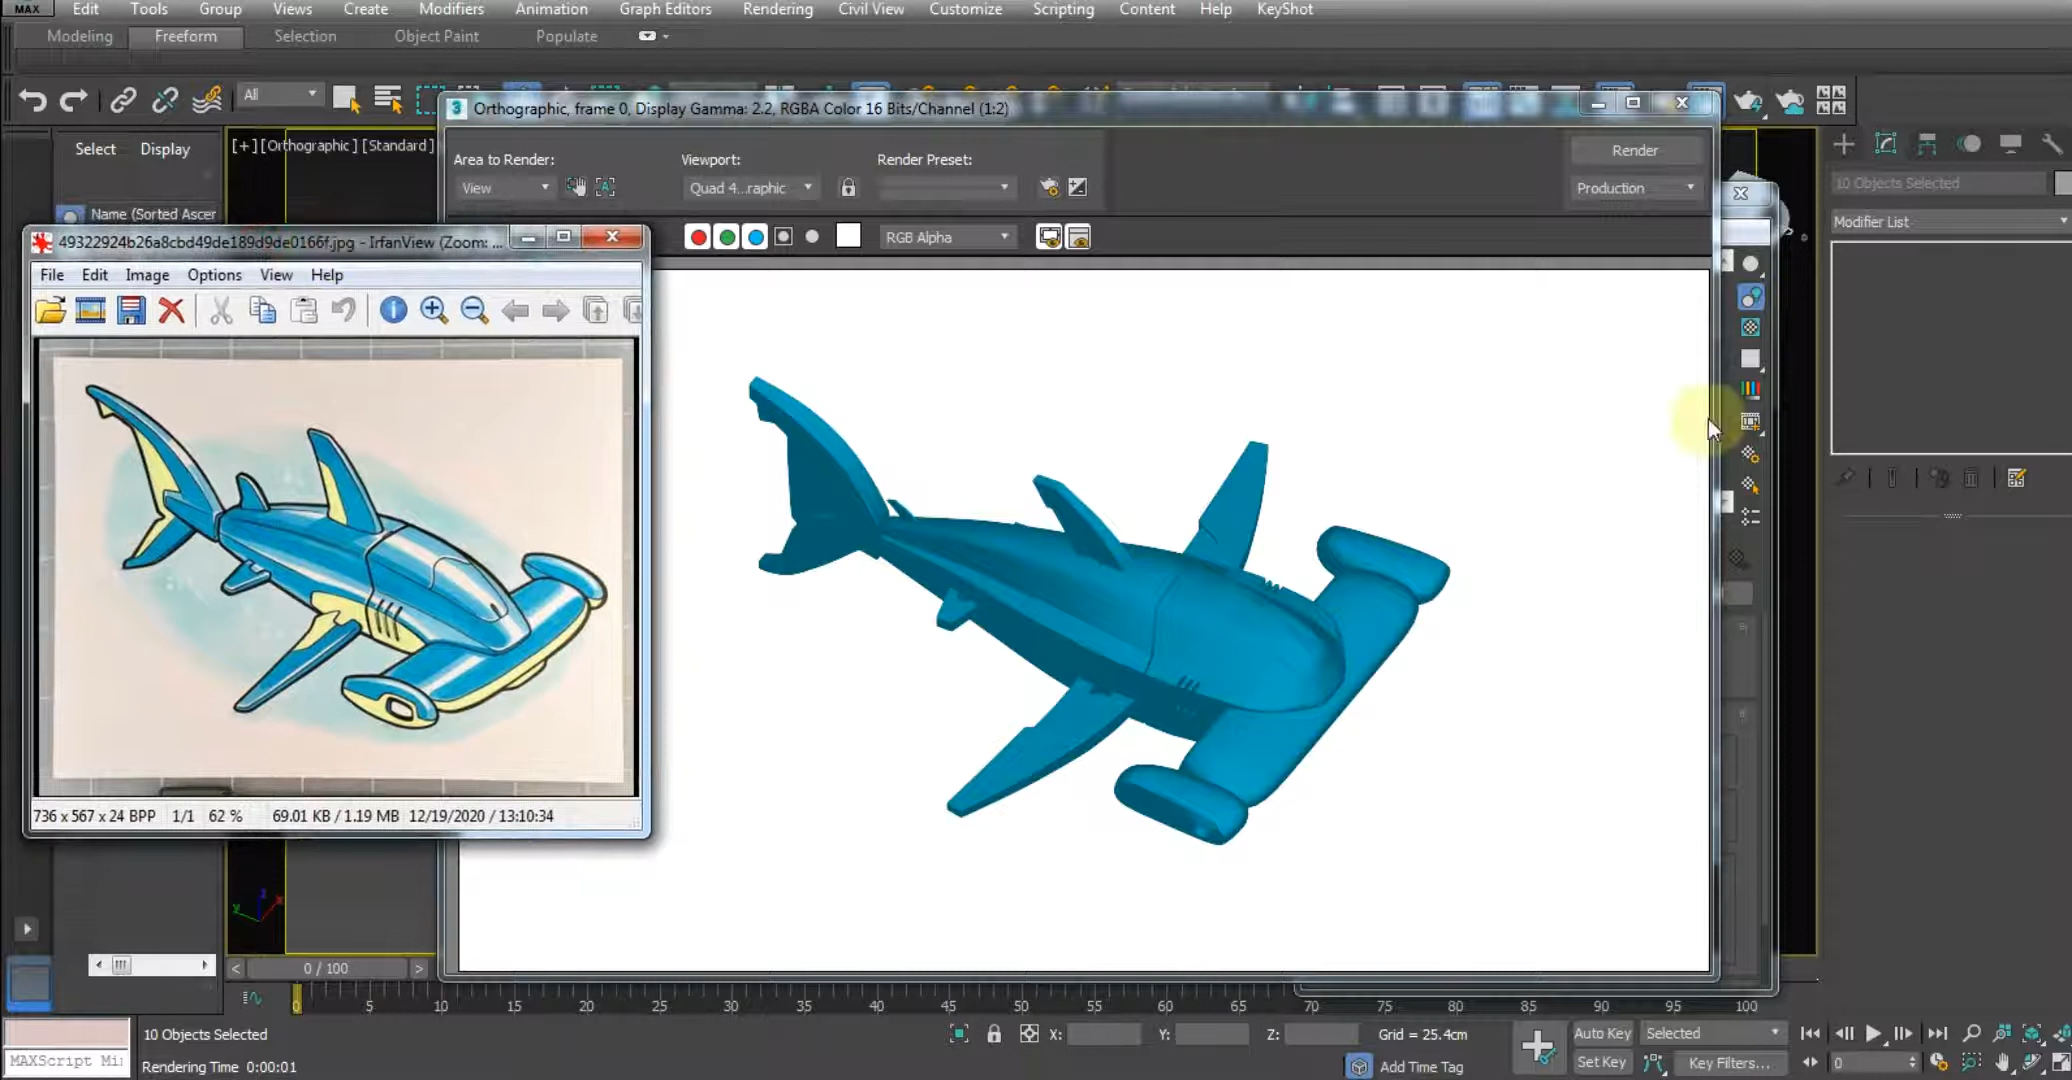 MAX Edit Tools Group Views Create Modifiers Animation Graph Editors Rendering Civil View Customize Scripting Content Help KeyShot
Modeling Freeform Selection Object Paint Populate
All
3 Orthographic, frame 0, Display Gamma: 2.2, RGBA Color 16 Bits/Channel (1:2)
Select Display
[+] [Orthographic ] [Standard ]
Area to Render: Viewport: Render Preset:
Render
View Quad 4...raphic
Production
10 Objects Selected
Name (Sorted Ascer
Modifier List
RGB Alpha
49322924b26a8cbd49de189d9de0166f.jpg - IrfanView (Zoom: ...
File Edit Image Options View Help
736 x 567 x 24 BPP 1/1 62 % 69.01 KB / 1.19 MB 12/19/2020 / 13:10:34
z
y x
< 0 / 100 >
0 5 10 15 20 25 30 35 40 45 50 55 60 65 70 75 80 85 90 95 100
10 Objects Selected
X: Y: Z: Grid = 25.4cm
Auto Key Selected
MAXScript Mi
Rendering Time 0:00:01
Add Time Tag
Set Key Key Filters...
0